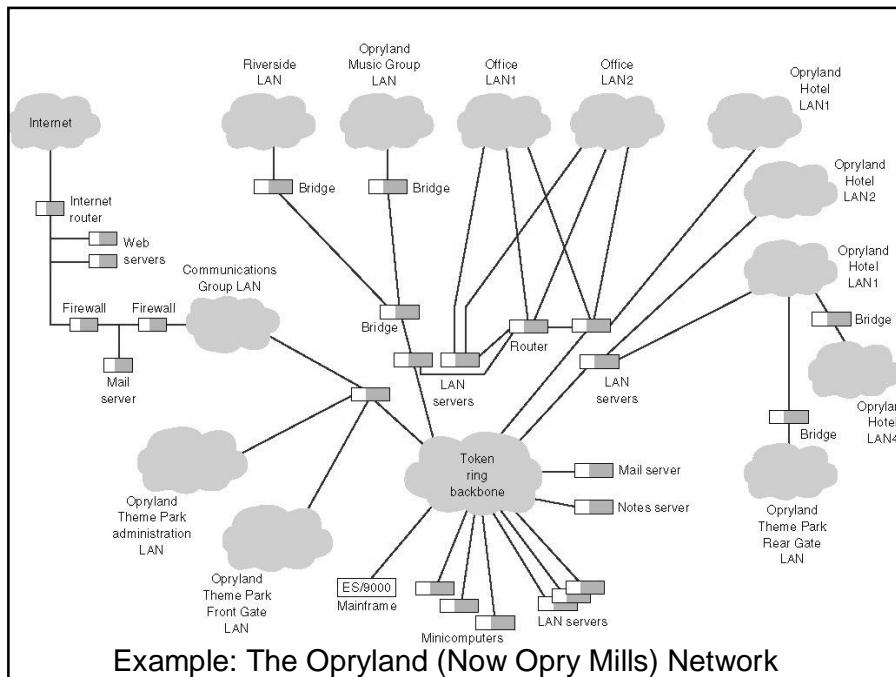 Riverside
LAN
Opryland
Music Group
LAN
Office
LAN1
Office
LAN2
Opryland
Hotel
LAN1
Internet
Bridge
Bridge
Opryland
Hotel
LAN2
Internet
router
Web
servers
Communications
Group LAN
Opryland
Hotel
LAN1
Firewall
Firewall
Bridge
Bridge
Router
Mail
server
LAN
servers
LAN
servers
Opryland
Hotel
LAN4
Bridge
Token
ring
backbone
Mail server
Notes server
Opryland
Theme Park
administration
LAN
Opryland
Theme Park
Rear Gate
LAN
Opryland
Theme Park
Front Gate
LAN
ES/9000
Mainframe
Minicomputers
LAN servers
Example: The Opryland (Now Opry Mills) Network